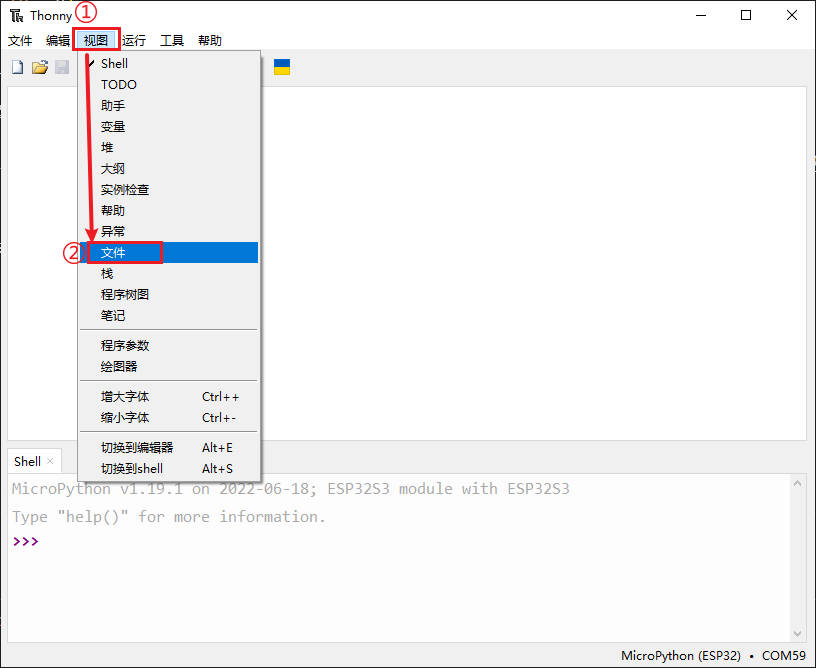 Thonny ①
文件 编辑 视图 运行 工具 帮助
✓ Shell
TODO
助手
变量
堆
大纲
实例检查
帮助
异常
② 文件
栈
程序树图
笔记
程序参数
绘图器
增大字体 Ctrl++
缩小字体 Ctrl+-
切换到编辑器 Alt+E
切换到shell Alt+S
Shell ×
MicroPython v1.19.1 on 2022-06-18; ESP32S3 module with ESP32S3
Type "help()" for more information.
>>>
MicroPython (ESP32) • COM59